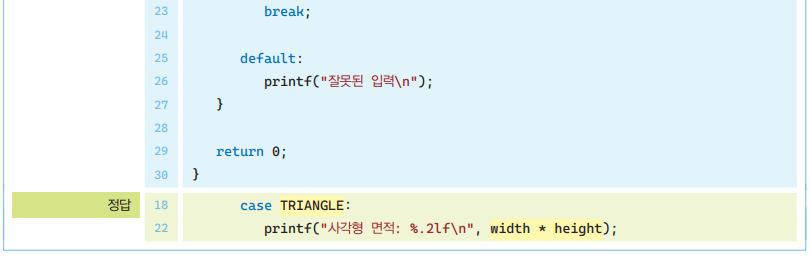 23 break;
24
25 default:
26 printf("잘못된 입력\n");
27 }
28
29 return 0;
30 }
정답 18 case TRIANGLE:
22 printf("사각형 면적: %.2lf\n", width * height);